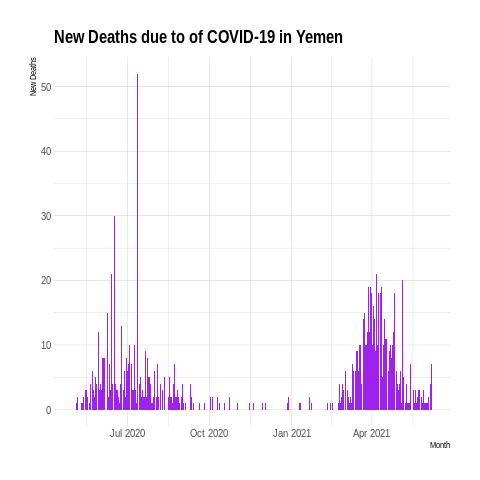 New Deaths due to of COVID-19 in Yemen
New Deaths
50
40
30
20
10
0
Jul 2020 Oct 2020 Jan 2021 Apr 2021
Month